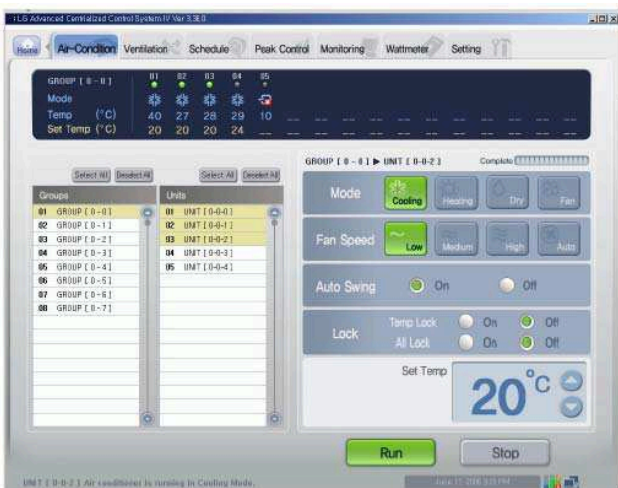 LG Advanced Centralized Control System IV Ver 3.3E0
Home Air-Condition Ventilation Schedule Peak Control Monitoring Wattmeter Setting
GROUP [ 0 - 0 ] 01 02 03 04 05
Mode
Temp (°C) 40 27 28 29 10 -- -- -- -- -- -- -- -- -- -- --
Set Temp (°C) 20 20 20 24 -- -- -- -- -- -- -- -- -- -- -- --
GROUP [ 0 - 0 ] ▶ UNIT [ 0-0-2 ] Complete
Select All Deselect All Select All Deselect All
Groups Units
01 GROUP [ 0 - 0 ] 01 UNIT [ 0-0-0 ]
02 GROUP [ 0 - 1 ] 02 UNIT [ 0-0-1 ]
03 GROUP [ 0 - 2 ] 03 UNIT [ 0-0-2 ]
04 GROUP [ 0 - 3 ] 04 UNIT [ 0-0-3 ]
05 GROUP [ 0 - 4 ] 05 UNIT [ 0-0-4 ]
06 GROUP [ 0 - 5 ]
07 GROUP [ 0 - 6 ]
08 GROUP [ 0 - 7 ]
Mode Cooling Heating Dry Fan
Fan Speed Low Medium High Auto
Auto Swing On Off
Lock
Temp Lock On Off
All Lock On Off
Set Temp
20°C
Run Stop
UNIT [ 0-0-2 ] Air conditioner is running in Cooling Mode.